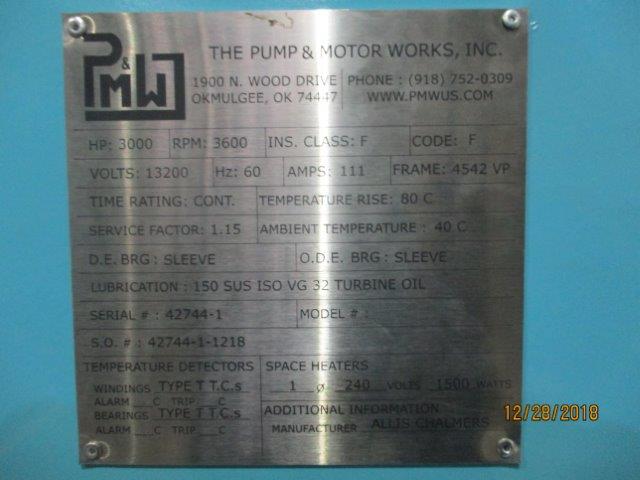 P&MW
THE PUMP & MOTOR WORKS, INC.
1900 N. WOOD DRIVE PHONE : (918) 752-0309
OKMULGEE, OK 74447 WWW.PMWUS.COM
HP: 3000 RPM: 3600 INS. CLASS: F CODE: F
VOLTS: 13200 Hz: 60 AMPS: 111 FRAME: 4542 VP
TIME RATING: CONT. TEMPERATURE RISE: 80 C
SERVICE FACTOR: 1.15 AMBIENT TEMPERATURE : 40 C
D.E. BRG : SLEEVE O.D.E. BRG : SLEEVE
LUBRICATION : 150 SUS ISO VG 32 TURBINE OIL
SERIAL # : 42744-1 MODEL # :
S.O. # : 42744-1-1218
TEMPERATURE DETECTORS SPACE HEATERS
WINDINGS TYPE T T.C.s 1 ø 240 VOLTS 1500 WATTS
ALARM ___C TRIP ___C
BEARINGS TYPE T T.C.s ADDITIONAL INFORMATION
ALARM ___C TRIP ___C MANUFACTURER ALLIS CHALMERS
12/28/2018